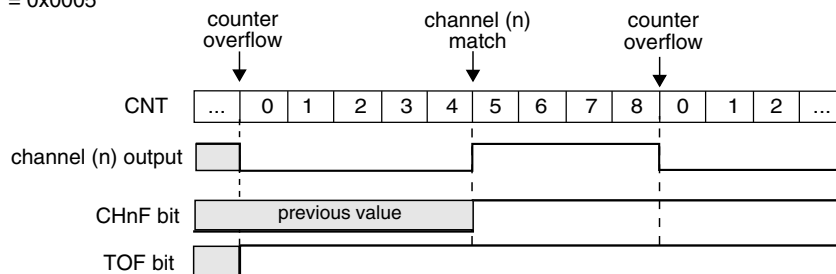 = 0x0005
counter overflow
channel (n) match
counter overflow
CNT ... 0 1 2 3 4 5 6 7 8 0 1 2 ...
channel (n) output
CHnF bit previous value
TOF bit